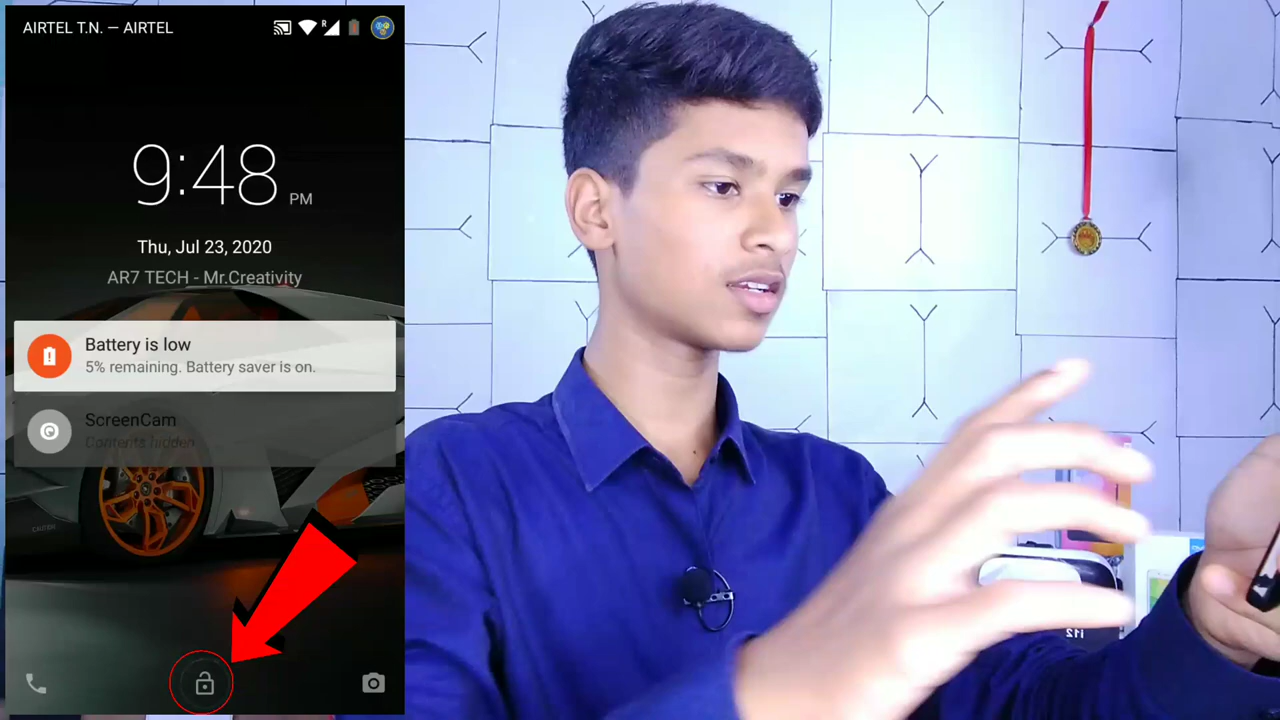 AIRTEL T.N. — AIRTEL
R
9:48 PM
Thu, Jul 23, 2020
AR7 TECH - Mr.Creativity
Battery is low
5% remaining. Battery saver is on.
ScreenCam
Contents hidden
i12